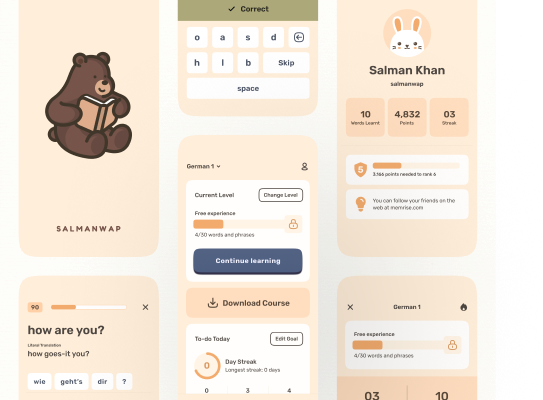 SALMANWAP
90
how are you?
Literal Translation
how goes-it you?
wie geht's dir ?
Correct
o a s d
h l b Skip
space
German 1
Current Level Change Level
Free experience
4/30 words and phrases
Continue learning
Download Course
To-do Today Edit Goal
0 Day Streak
Longest streak: 0 days
0 3 4
Salman Khan
salmanwap
10 4,832 03
Words Learnt Points Streak
5
3.166 points needed to rank 6
You can follow your friends on the
web at memrise.com
German 1
Free experience
4/30 words and phrases
03 10